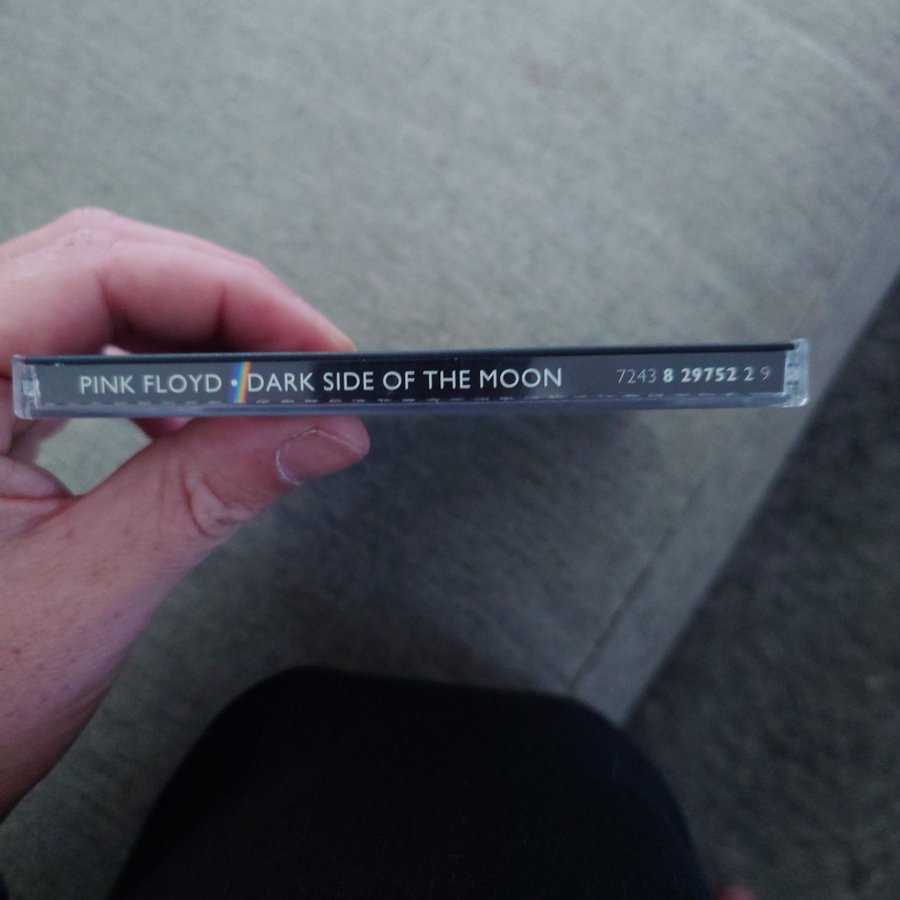 PINK FLOYD • DARK SIDE OF THE MOON 7243 8 29752 2 9